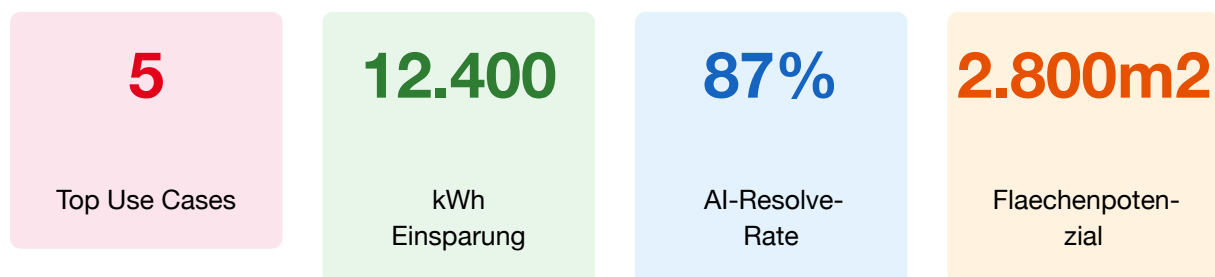 5
Top Use Cases
12.400
kWh
Einsparung
87%
AI-Resolve-
Rate
2.800m2
Flaechenpoten-
zial